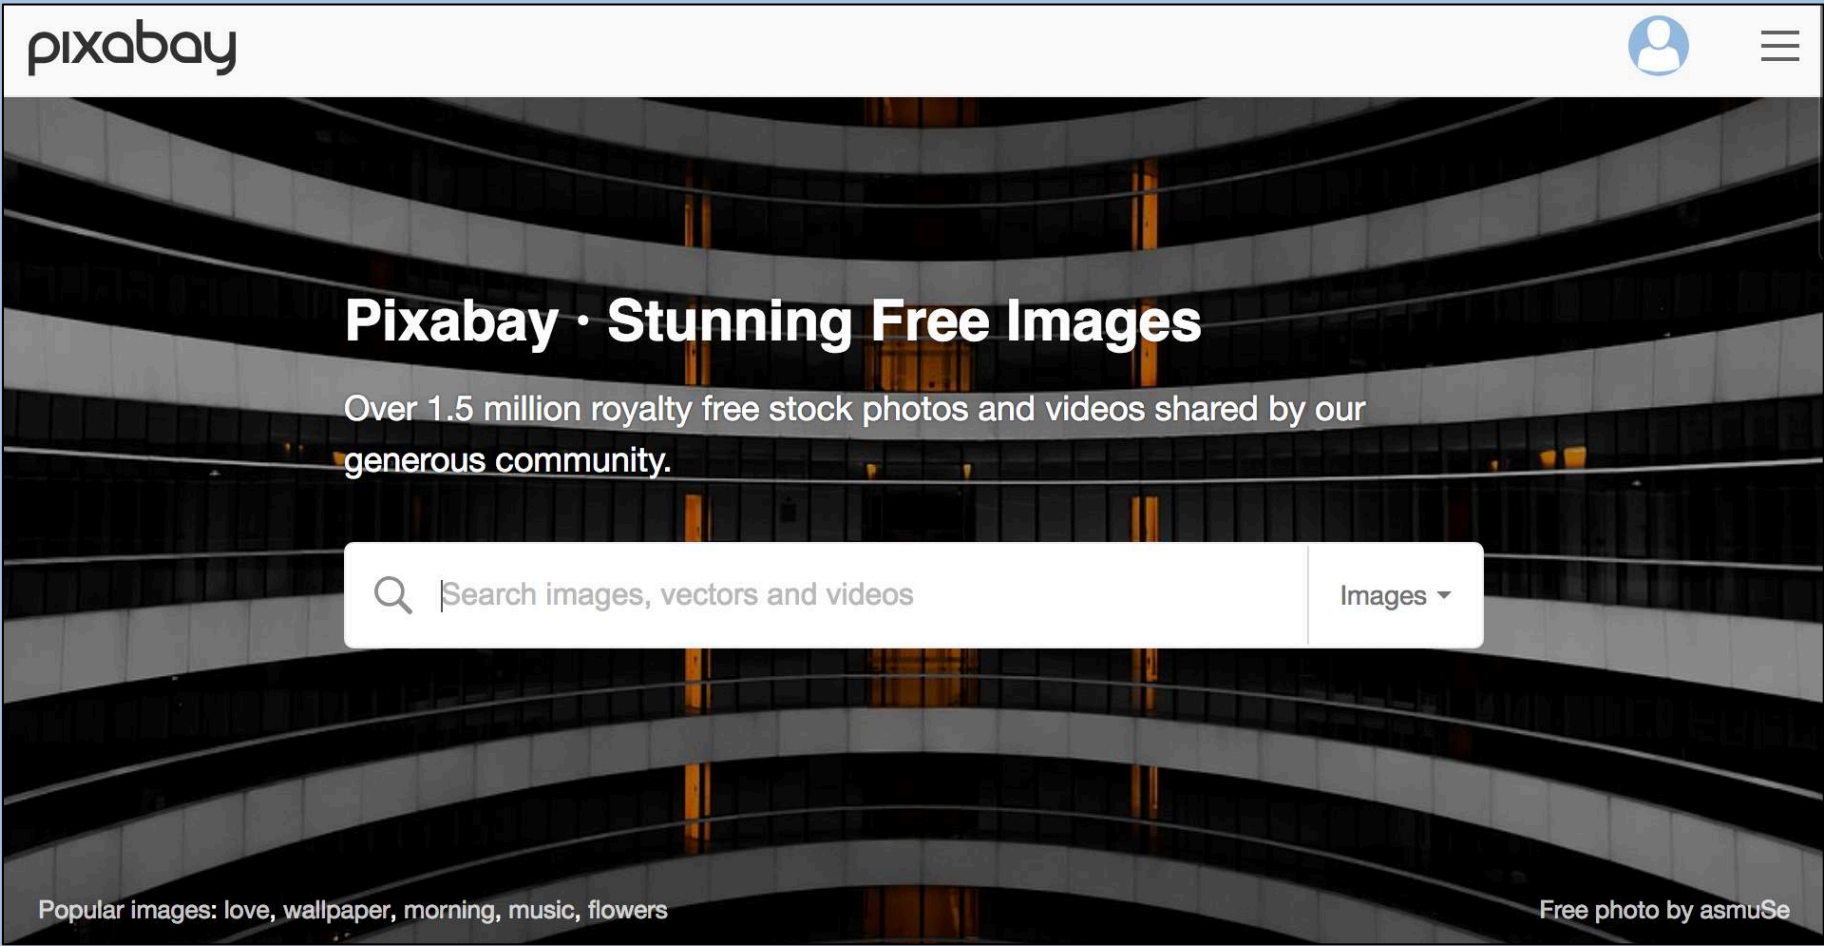 pixabay
Pixabay · Stunning Free Images
Over 1.5 million royalty free stock photos and videos shared by our
generous community.
Search images, vectors and videos
Images
Popular images: love, wallpaper, morning, music, flowers
Free photo by asmuSe